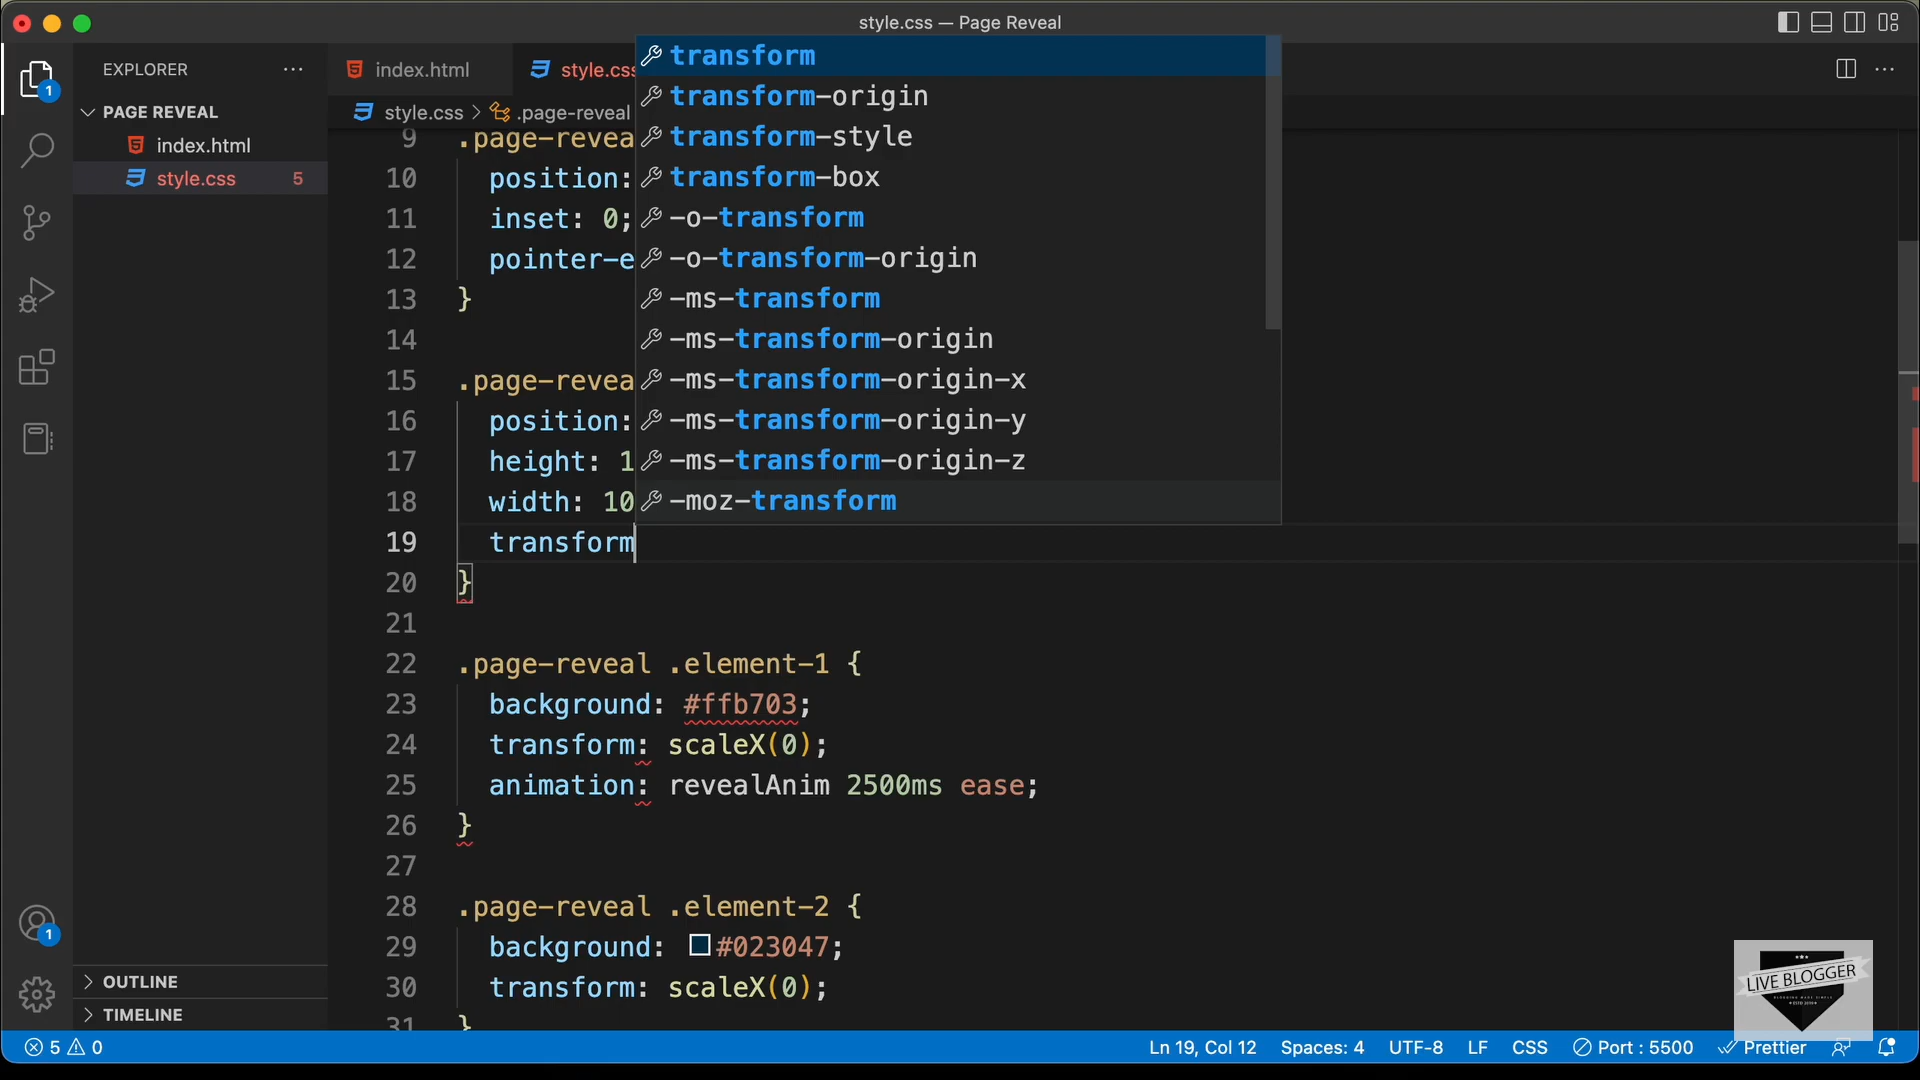 style.css — Page Reveal
EXPLORER
PAGE REVEAL
index.html
style.css 5
OUTLINE
TIMELINE
index.html
style.css
style.css > .page-reveal
transform
transform-origin
transform-style
transform-box
-o-transform
-o-transform-origin
-ms-transform
-ms-transform-origin
-ms-transform-origin-x
-ms-transform-origin-y
-ms-transform-origin-z
-moz-transform
9 .page-revea
10 position:
11 inset: 0;
12 pointer-e
13 }
14
15 .page-revea
16 position:
17 height: 1
18 width: 10
19 transform
20 }
21
22 .page-reveal .element-1 {
23 background: #ffb703;
24 transform: scaleX(0);
25 animation: revealAnim 2500ms ease;
26 }
27
28 .page-reveal .element-2 {
29 background: #023047;
30 transform: scaleX(0);
31 }
1
1
LIVE BLOGGER
5 0
Ln 19, Col 12 Spaces: 4 UTF-8 LF CSS Port : 5500 Prettier